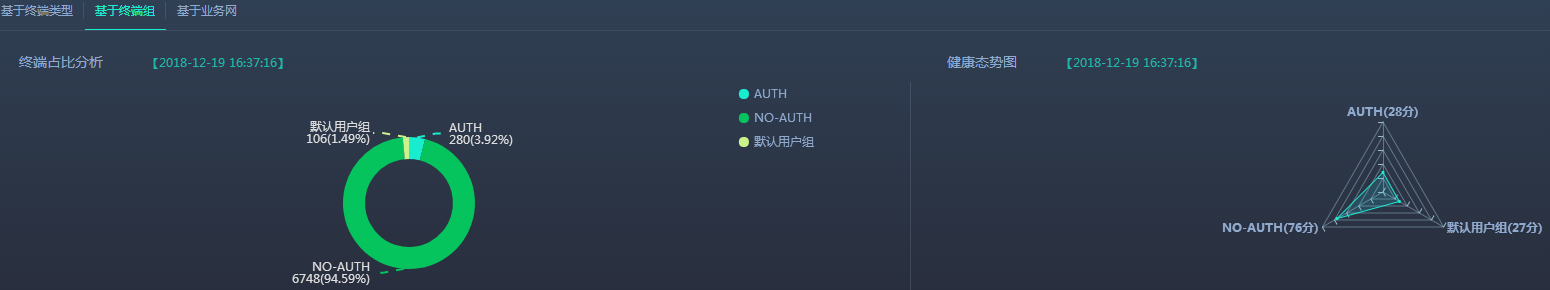 基于终端类型
基于终端组
基于业务网
终端占比分析
【2018-12-19 16:37:16】
AUTH
NO-AUTH
默认用户组
默认用户组
106(1.49%)
AUTH
280(3.92%)
NO-AUTH
6748(94.59%)
健康态势图
【2018-12-19 16:37:16】
AUTH(28分)
NO-AUTH(76分)
默认用户组(27分)